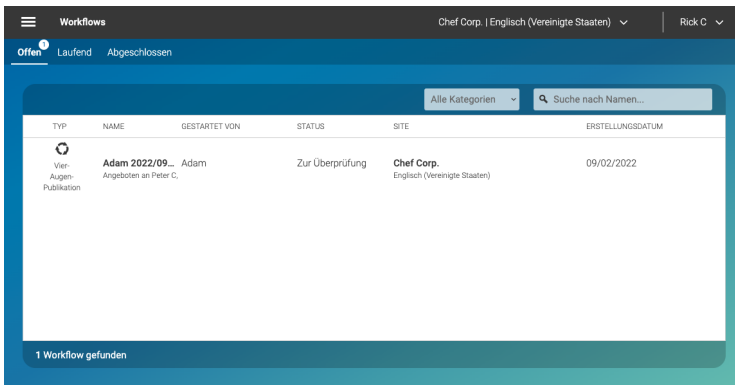 Workflows
Chef Corp. | Englisch (Vereinigte Staaten)
Rick C
Offen 1
Laufend
Abgeschlossen
Alle Kategorien
Suche nach Namen...
TYP NAME GESTARTET VON STATUS SITE ERSTELLUNGSDATUM
Vier-
Augen-
Publikation
Adam 2022/09... Adam Zur Überprüfung Chef Corp. 09/02/2022
Angeboten an Peter C, Englisch (Vereinigte Staaten)
1 Workflow gefunden